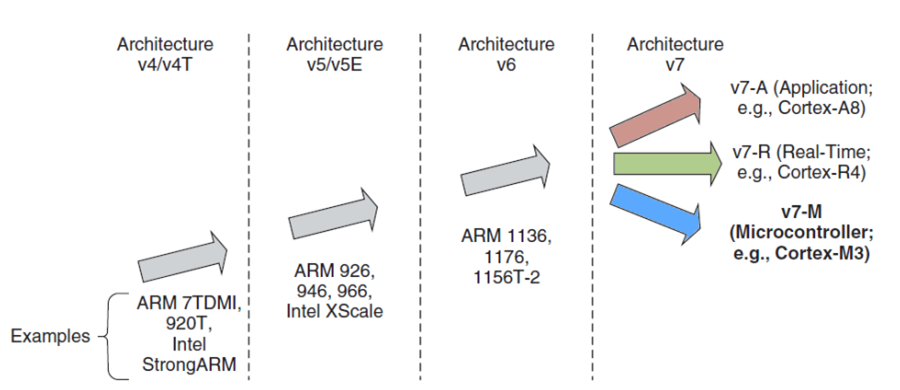 Architecture
v4/v4T
Architecture
v5/v5E
Architecture
v6
Architecture
v7
v7-A (Application;
e.g., Cortex-A8)
v7-R (Real-Time;
e.g., Cortex-R4)
v7-M
(Microcontroller;
e.g., Cortex-M3)
ARM 1136,
1176,
1156T-2
ARM 926,
946, 966,
Intel XScale
Examples
ARM 7TDMI,
920T,
Intel
StrongARM